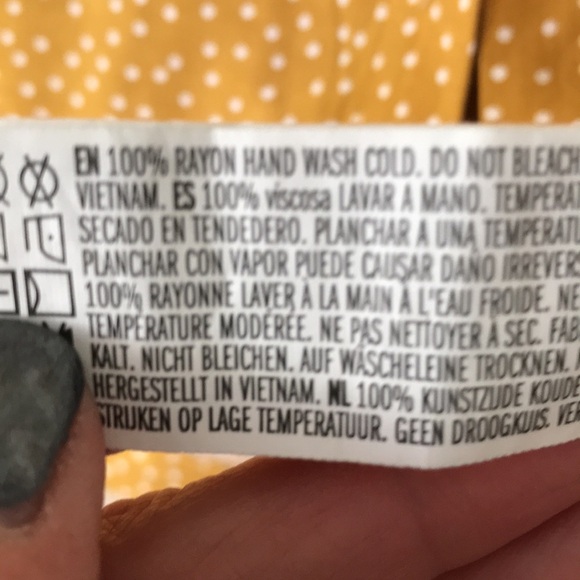 EN 100% RAYON HAND WASH COLD. DO NOT BLEACH
VIETNAM. ES 100% viscosa LAVAR A MANO. TEMPERAT
SECADO EN TENDEDERO. PLANCHAR A UNA TEMPERATU
PLANCHAR CON VAPOR PUEDE CAUSAR DAÑO IRREVERS
100% RAYONNE LAVER À LA MAIN À L'EAU FROIDE. NE
TEMPÉRATURE MODÉRÉE. NE PAS NETTOYER À SEC. FAB
KALT. NICHT BLEICHEN. AUF WÄSCHELEINE TROCKNEN.
HERGESTELLT IN VIETNAM. NL 100% KUNSTZIJDE KOUDE
STRIJKEN OP LAGE TEMPERATUUR. GEEN DROOGKUIS. VER